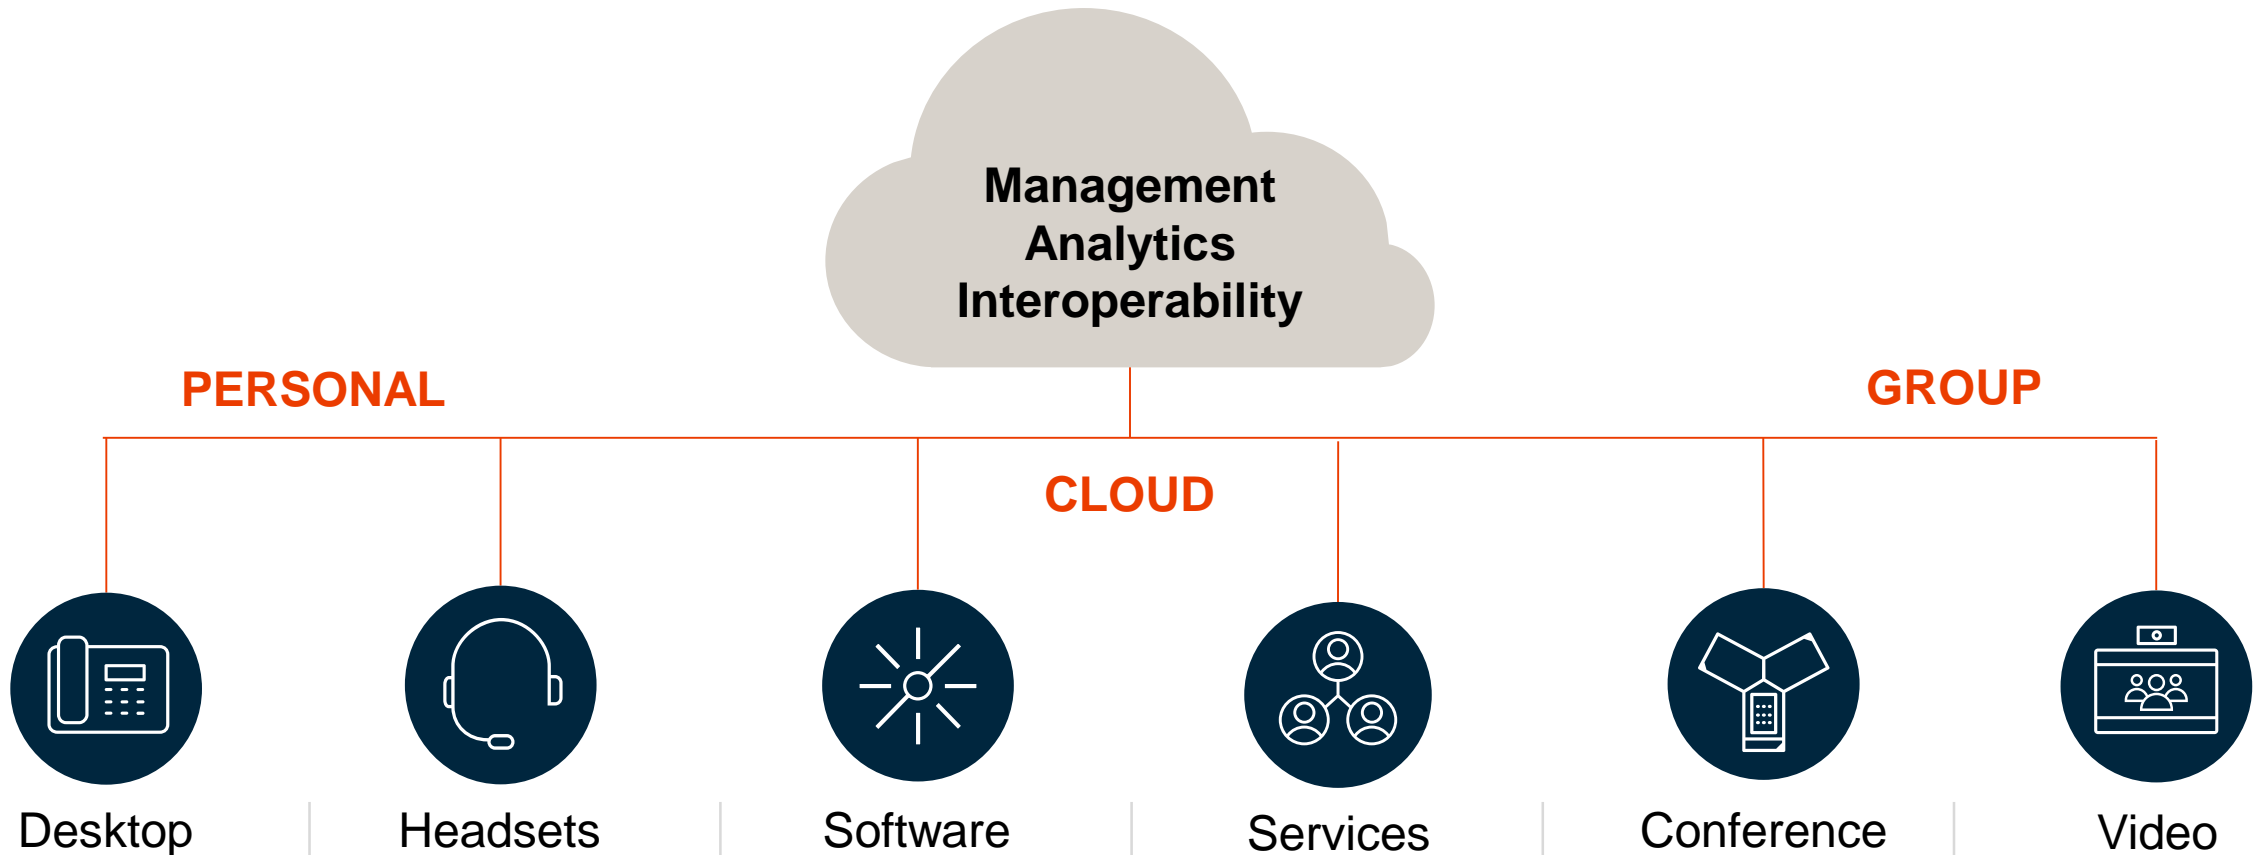 Management
Analytics
Interoperability
PERSONAL
GROUP
CLOUD
Desktop
Headsets
Software
Services
Conference
Video